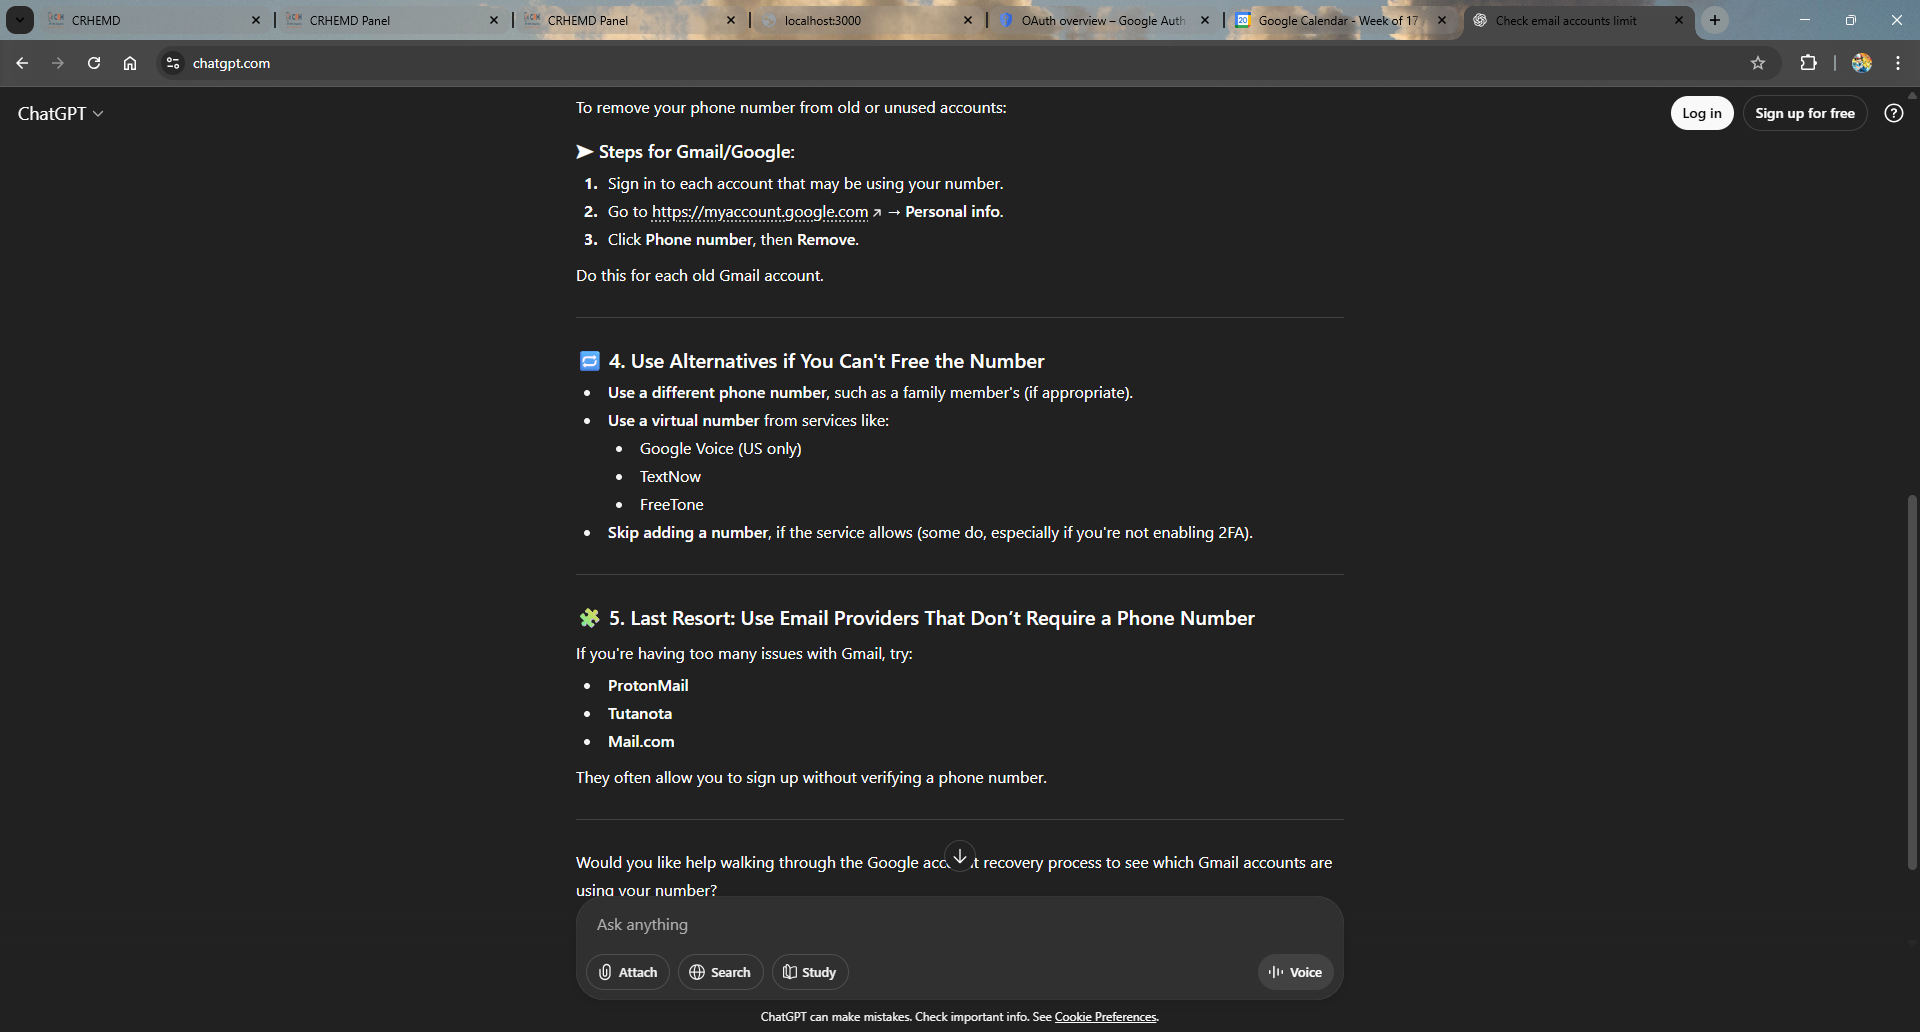 CRHEMD
CRHEMD Panel
CRHEMD Panel
localhost:3000
OAuth overview – Google Auth
Google Calendar - Week of 17
Check email accounts limit
chatgpt.com
ChatGPT
Log in
Sign up for free
To remove your phone number from old or unused accounts:
➤ Steps for Gmail/Google:
1. Sign in to each account that may be using your number.
2. Go to https://myaccount.google.com ↗ → Personal info.
3. Click Phone number, then Remove.
Do this for each old Gmail account.
🔁 4. Use Alternatives if You Can't Free the Number
• Use a different phone number, such as a family member's (if appropriate).
• Use a virtual number from services like:
• Google Voice (US only)
• TextNow
• FreeTone
• Skip adding a number, if the service allows (some do, especially if you're not enabling 2FA).
🧩 5. Last Resort: Use Email Providers That Don’t Require a Phone Number
If you're having too many issues with Gmail, try:
• ProtonMail
• Tutanota
• Mail.com
They often allow you to sign up without verifying a phone number.
Would you like help walking through the Google account recovery process to see which Gmail accounts are
using your number?
Ask anything
Attach
Search
Study
Voice
ChatGPT can make mistakes. Check important info. See Cookie Preferences.